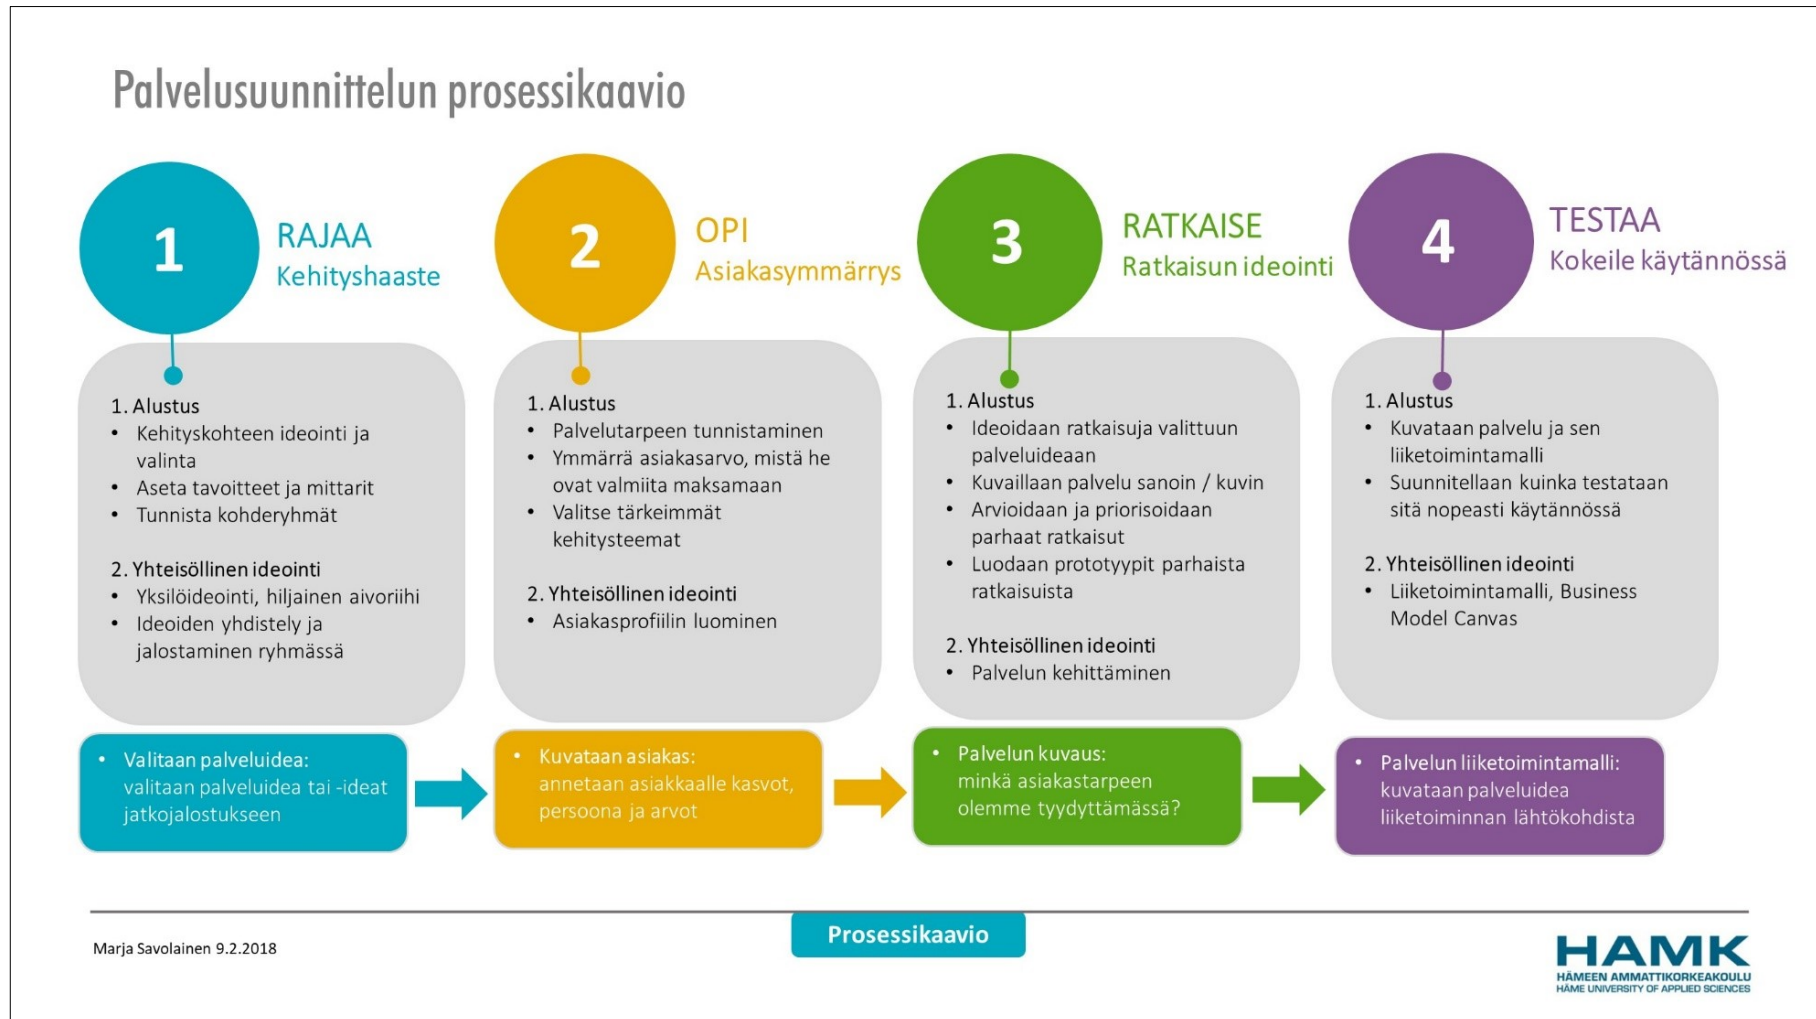 Palvelusuunnittelun prosessikaavio
1
RAJAA
Kehityshaaste
1. Alustus
• Kehityskohteen ideointi ja
valinta
• Aseta tavoitteet ja mittarit
• Tunnista kohderyhmät
2. Yhteisöllinen ideointi
• Yksilöideointi, hiljainen aivoriihi
• Ideoiden yhdistely ja
jalostaminen ryhmässä
• Valitaan palveluidea:
valitaan palveluidea tai -ideat
jatkojalostukseen
2
OPI
Asiakasymmärrys
1. Alustus
• Palvelutarpeen tunnistaminen
• Ymmärrä asiakasarvo, mistä he
ovat valmiita maksamaan
• Valitse tärkeimmät
kehitysteemat
2. Yhteisöllinen ideointi
• Asiakasprofiilin luominen
• Kuvataan asiakas:
annetaan asiakkaalle kasvot,
persoona ja arvot
3
RATKAISE
Ratkaisun ideointi
1. Alustus
• Ideoidaan ratkaisuja valittuun
palveluideaan
• Kuvaillaan palvelu sanoin / kuvin
• Arvioidaan ja priorisoidaan
parhaat ratkaisut
• Luodaan prototyypit parhaista
ratkaisuista
2. Yhteisöllinen ideointi
• Palvelun kehittäminen
• Palvelun kuvaus:
minkä asiakastarpeen
olemme tyydyttämässä?
4
TESTAA
Kokeile käytännössä
1. Alustus
• Kuvataan palvelu ja sen
liiketoimintamalli
• Suunnitellaan kuinka testataan
sitä nopeasti käytännössä
2. Yhteisöllinen ideointi
• Liiketoimintamalli, Business
Model Canvas
• Palvelun liiketoimintamalli:
kuvataan palveluidea
liiketoiminnan lähtökohdista
Marja Savolainen 9.2.2018
Prosessikaavio
HAMK
HÄMEEN AMMATTIKORKEAKOULU
HÄME UNIVERSITY OF APPLIED SCIENCES